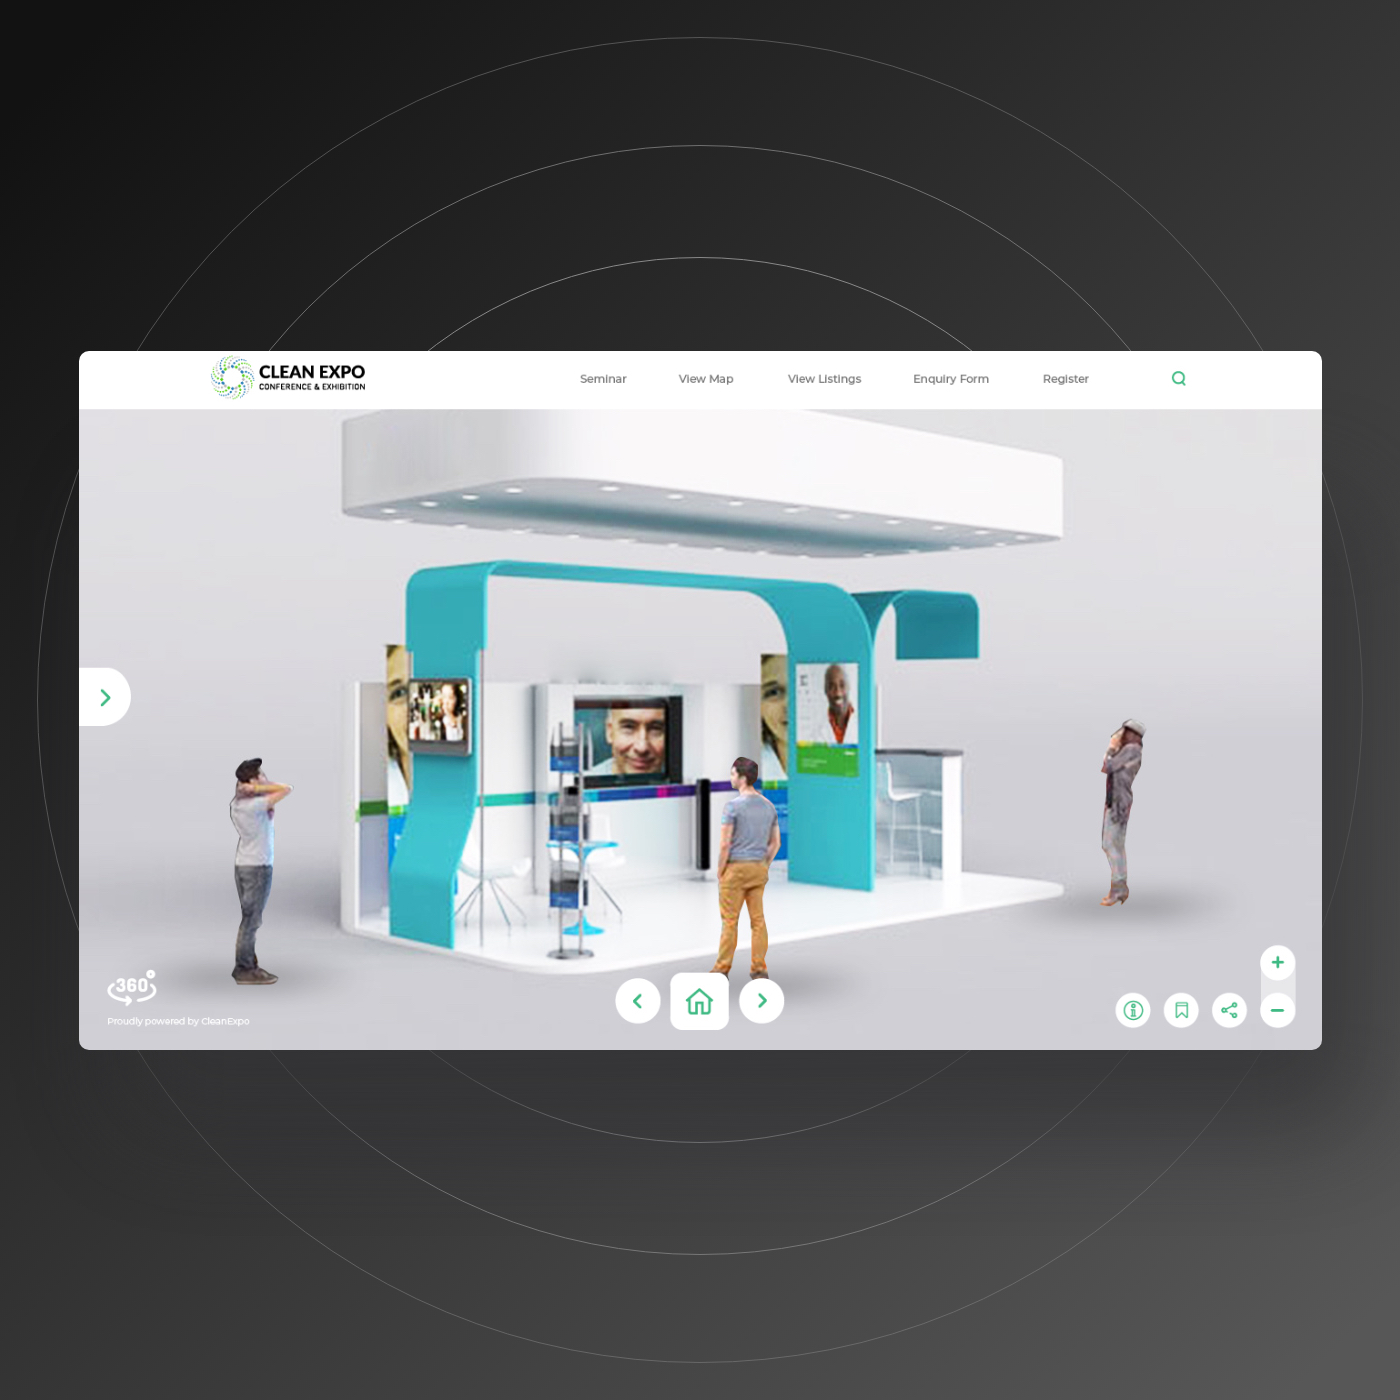 CLEAN EXPO
CONFERENCE & EXHIBITION
Seminar
View Map
View Listings
Enquiry Form
Register
360°
Proudly powered by CleanExpo